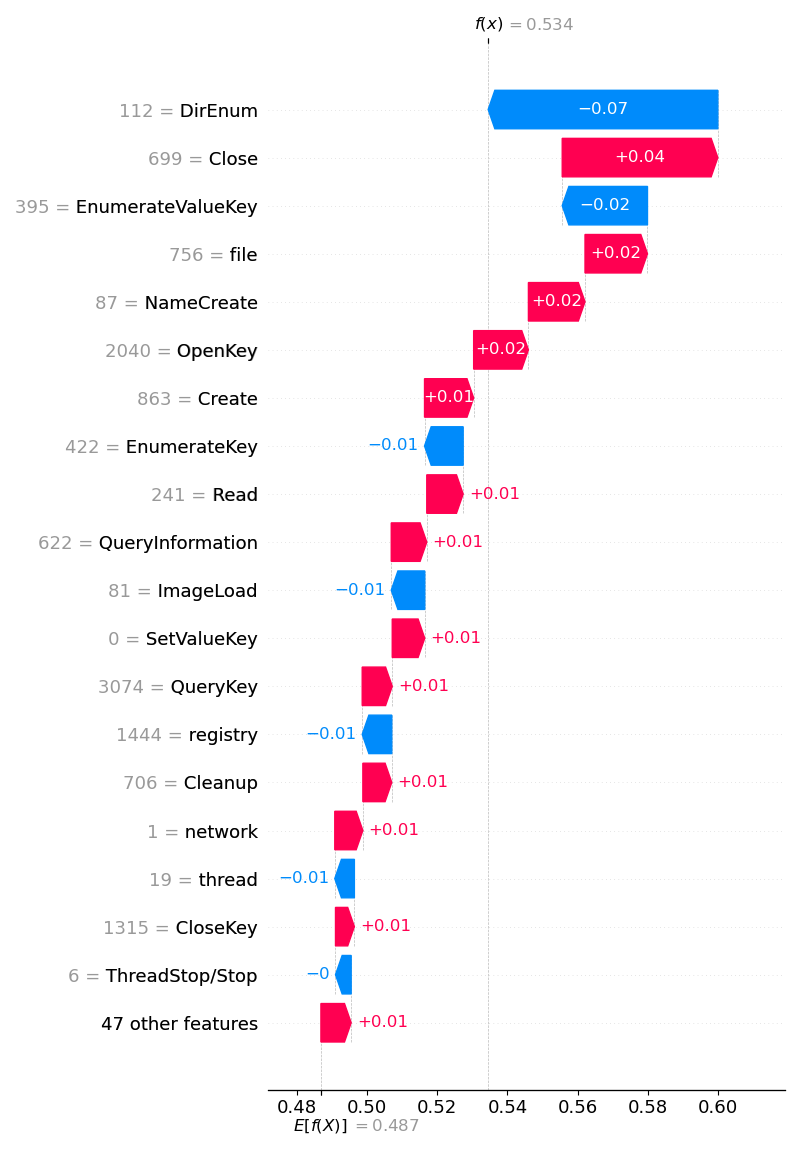 f(x) = 0.534
112 = DirEnum −0.07
699 = Close +0.04
395 = EnumerateValueKey −0.02
756 = file +0.02
87 = NameCreate +0.02
2040 = OpenKey +0.02
863 = Create +0.01
422 = EnumerateKey −0.01
241 = Read +0.01
622 = QueryInformation +0.01
81 = ImageLoad −0.01
0 = SetValueKey +0.01
3074 = QueryKey +0.01
1444 = registry −0.01
706 = Cleanup +0.01
1 = network +0.01
19 = thread −0.01
1315 = CloseKey +0.01
6 = ThreadStop/Stop −0
47 other features +0.01
0.48 0.50 0.52 0.54 0.56 0.58 0.60
E[f(X)] = 0.487